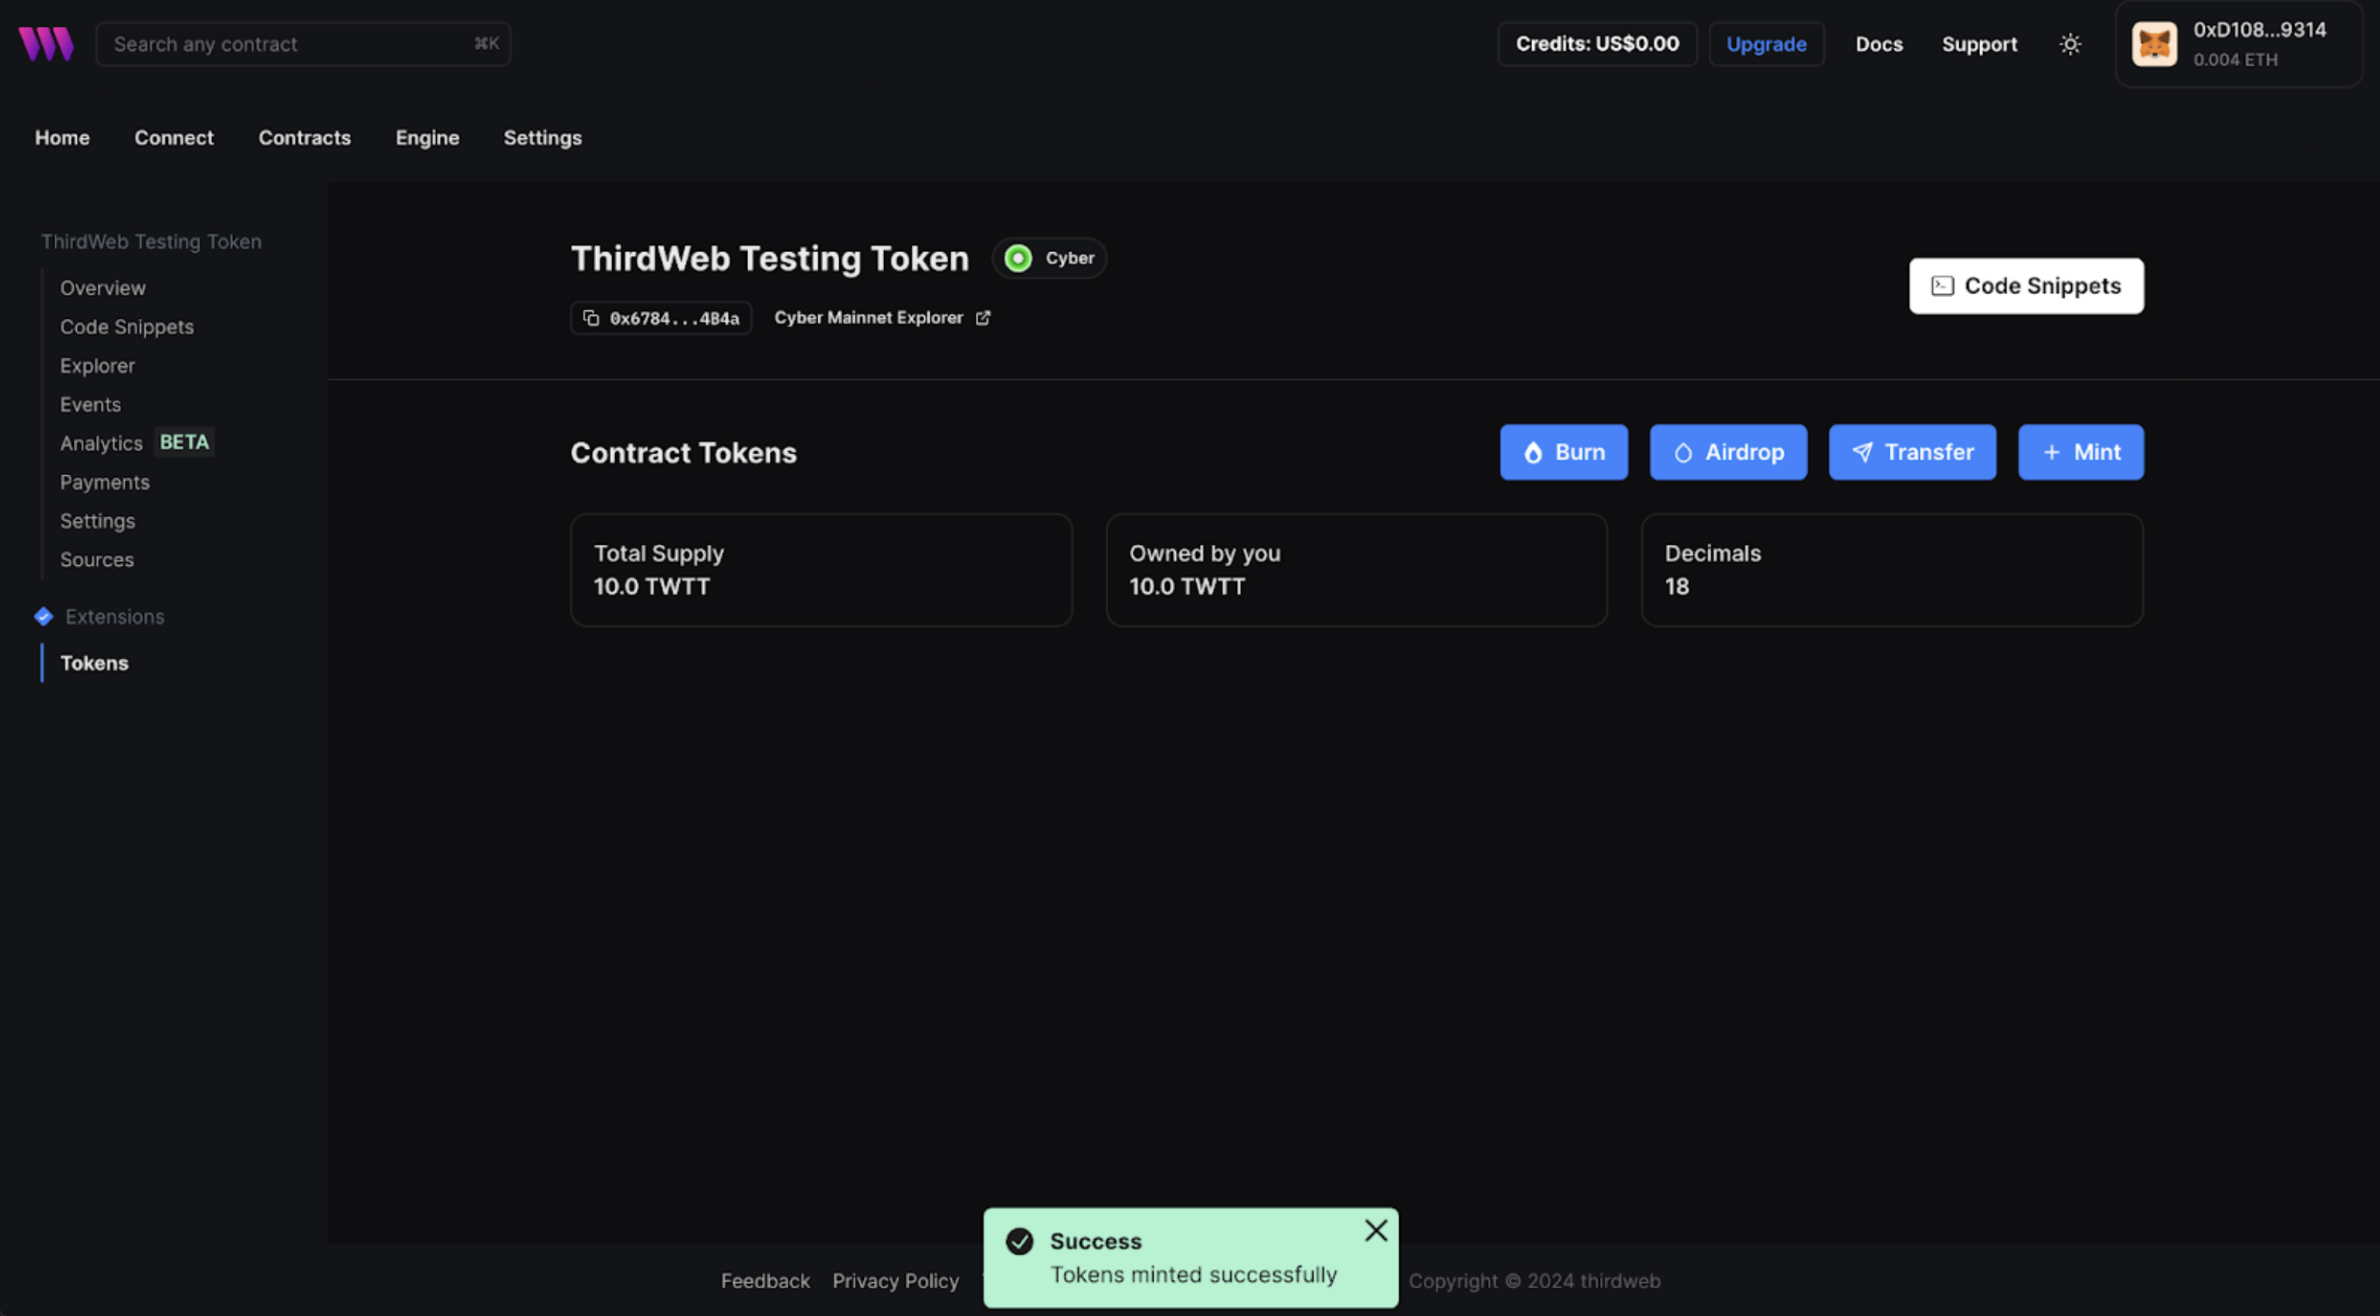 Search any contract ⌘K
Credits: US$0.00
Upgrade
Docs
Support
0xD108...9314
0.004 ETH
Home
Connect
Contracts
Engine
Settings
ThirdWeb Testing Token
Overview
Code Snippets
Explorer
Events
Analytics BETA
Payments
Settings
Sources
Extensions
Tokens
ThirdWeb Testing Token
Cyber
0x6784...4B4a
Cyber Mainnet Explorer
Code Snippets
Contract Tokens
Burn
Airdrop
Transfer
Mint
Total Supply
10.0 TWTT
Owned by you
10.0 TWTT
Decimals
18
Success
Tokens minted successfully
Feedback
Privacy Policy
Copyright © 2024 thirdweb